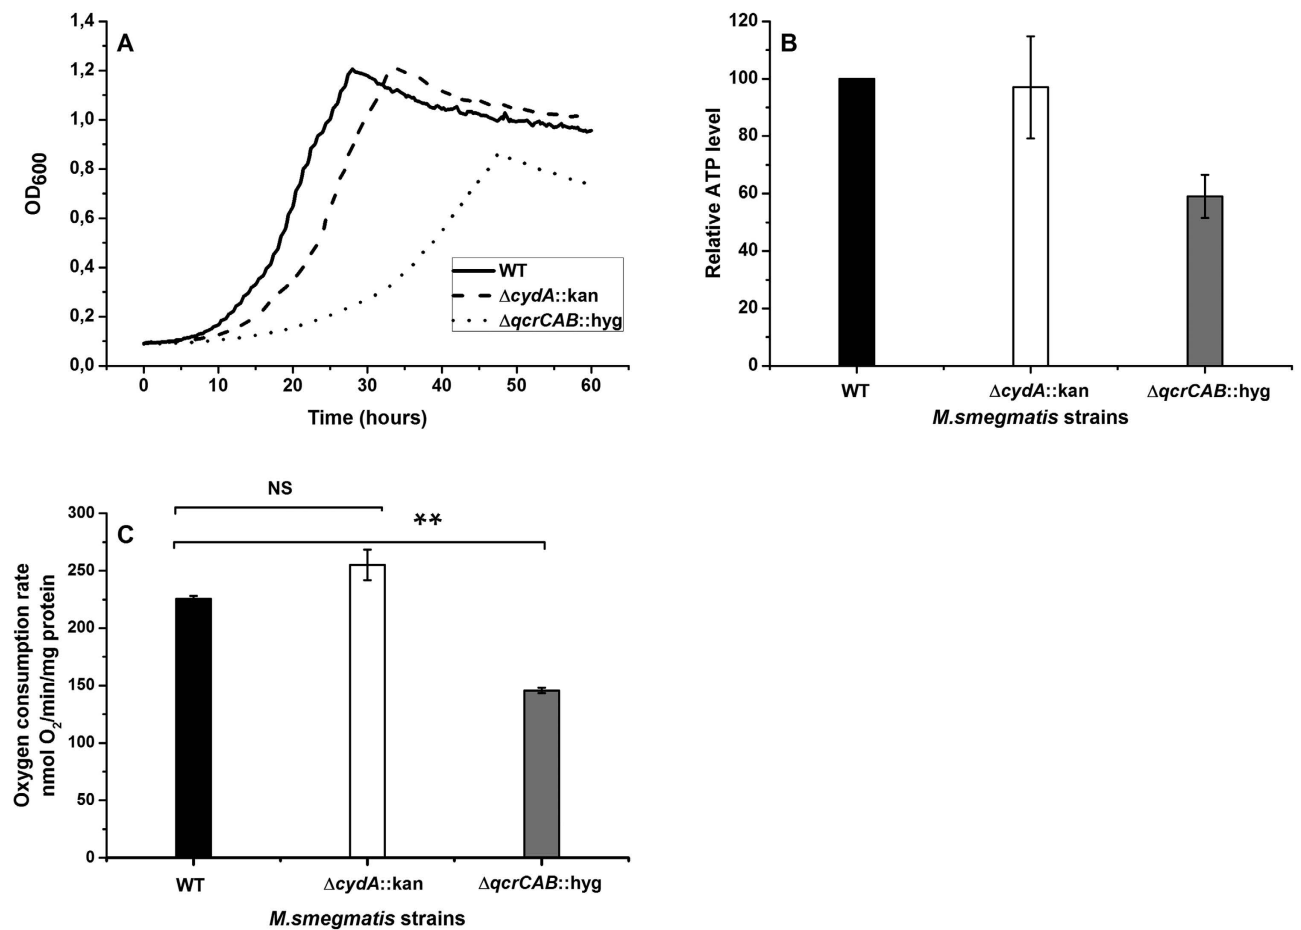 A
1,4
1,2
1,0
0,8
0,6
0,4
0,2
0,0
OD600
0 10 20 30 40 50 60
Time (hours)
WT
ΔcydA::kan
ΔqcrCAB::hyg
B
120
100
80
60
40
20
0
Relative ATP level
WT ΔcydA::kan ΔqcrCAB::hyg
M.smegmatis strains
NS
**
C
300
250
200
150
100
50
0
Oxygen consumption rate
nmol O2/min/mg protein
WT ΔcydA::kan ΔqcrCAB::hyg
M.smegmatis strains